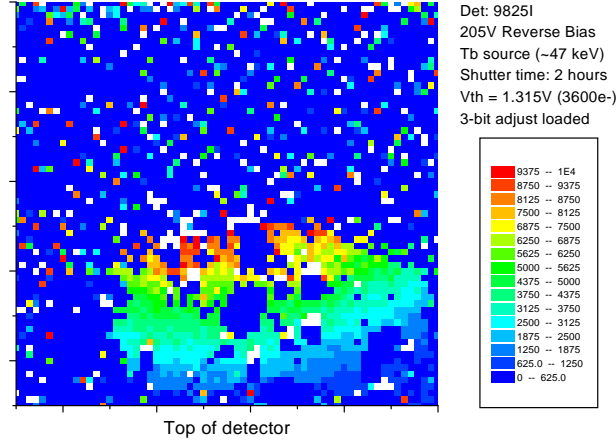 Det: 9825I
205V Reverse Bias
Tb source (~47 keV)
Shutter time: 2 hours
Vth = 1.315V (3600e-)
3-bit adjust loaded
9375 -- 1E4
8750 -- 9375
8125 -- 8750
7500 -- 8125
6875 -- 7500
6250 -- 6875
5625 -- 6250
5000 -- 5625
4375 -- 5000
3750 -- 4375
3125 -- 3750
2500 -- 3125
1875 -- 2500
1250 -- 1875
625.0 -- 1250
0 -- 625.0
Top of detector